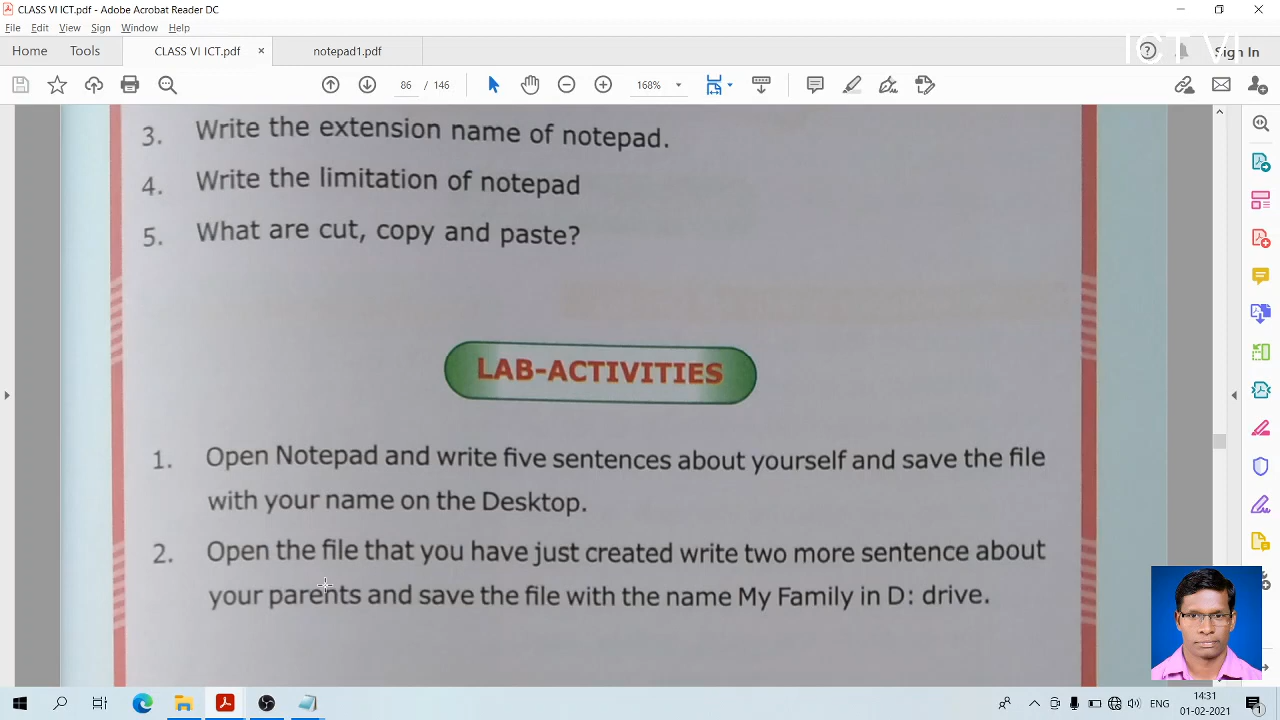 CLASS VI ICT.pdf - Adobe Acrobat Reader DC
File Edit View Sign Window Help
Home Tools CLASS VI ICT.pdf × notepad1.pdf ICT VI Sign In
86 / 146 168%
3. Write the extension name of notepad.
4. Write the limitation of notepad
5. What are cut, copy and paste?
LAB-ACTIVITIES
1. Open Notepad and write five sentences about yourself and save the file
with your name on the Desktop.
2. Open the file that you have just created write two more sentence about
your parents and save the file with the name My Family in D: drive.
ENG 14:31
01-02-2021